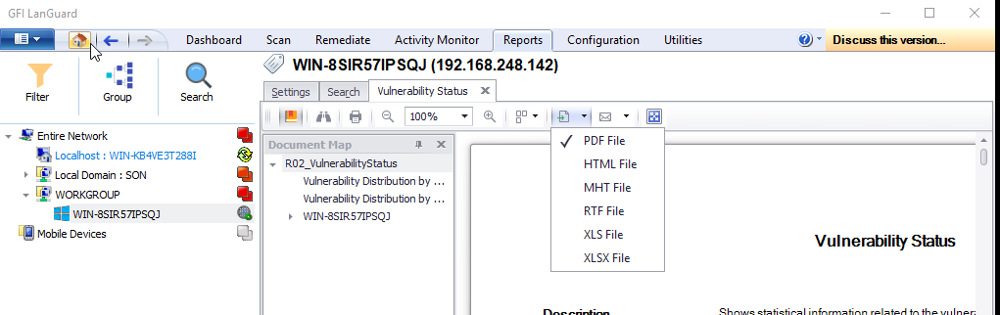 GFI LanGuard
Dashboard Scan Remediate Activity Monitor Reports Configuration Utilities Discuss this version...
Filter Group Search
WIN-8SIR57IPSQJ (192.168.248.142)
Settings Search Vulnerability Status
100%
Entire Network
Localhost : WIN-KB4VE3T288I
Local Domain : SON
WORKGROUP
WIN-8SIR57IPSQJ
Mobile Devices
Document Map
R02_VulnerabilityStatus
Vulnerability Distribution by ...
Vulnerability Distribution by ...
WIN-8SIR57IPSQJ
PDF File
HTML File
MHT File
RTF File
XLS File
XLSX File
Vulnerability Status
Description Shows statistical information related to the vulnera